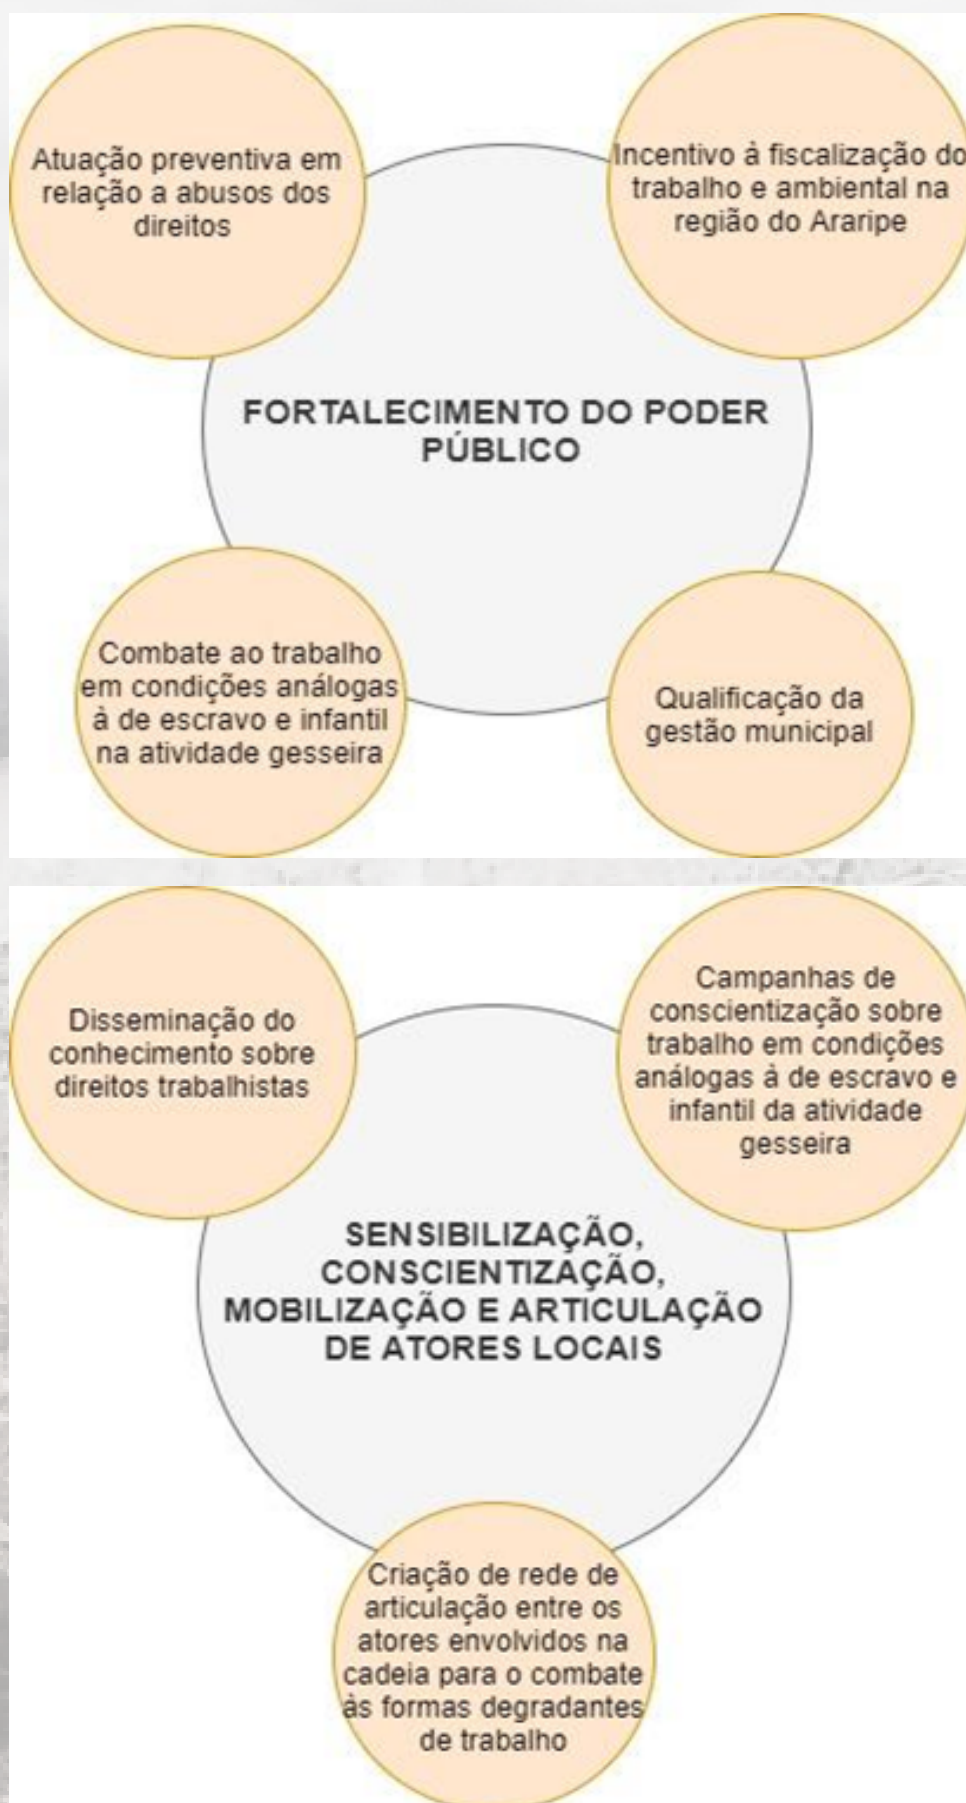 Atuação preventiva em
relação a abusos dos
direitos
Incentivo à fiscalização do
trabalho e ambiental na
região do Araripe
FORTALECIMENTO DO PODER
PÚBLICO
Combate ao trabalho
em condições análogas
à de escravo e infantil
na atividade gesseira
Qualificação da
gestão municipal
Disseminação do
conhecimento sobre
direitos trabalhistas
Campanhas de
conscientização sobre
trabalho em condições
análogas à de escravo e
infantil da atividade
gesseira
SENSIBILIZAÇÃO,
CONSCIENTIZAÇÃO,
MOBILIZAÇÃO E ARTICULAÇÃO
DE ATORES LOCAIS
Criação de rede de
articulação entre os
atores envolvidos na
cadeia para o combate
às formas degradantes
de trabalho